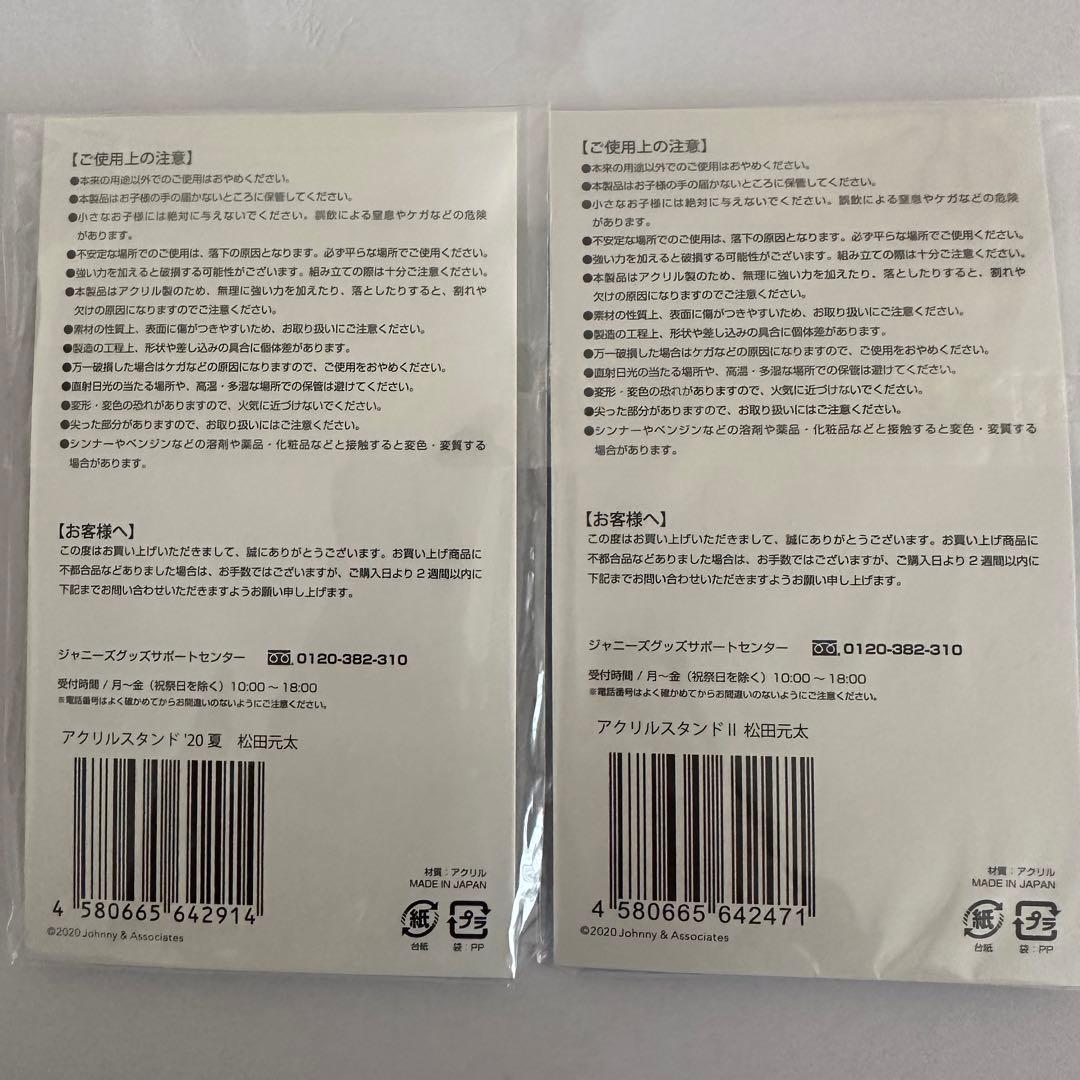 【ご使用上の注意】
●本来の用途以外でのご使用はおやめください。
●本製品はお子様の手の届かないところに保管してください。
●小さなお子様には絶対に与えないでください。誤飲による窒息やケガなどの危険
があります。
●不安定な場所でのご使用は、落下の原因となります。必ず平らな場所でご使用ください。
●強い力を加えると破損する可能性がございます。組み立ての際は十分ご注意ください。
●本製品はアクリル製のため、無理に強い力を加えたり、落としたりすると、割れや
欠けの原因になりますのでご注意ください。
●素材の性質上、表面に傷がつきやすいため、お取り扱いにご注意ください。
●製造の工程上、形状や差し込みの具合に個体差があります。
●万一破損した場合はケガなどの原因になりますので、ご使用をおやめください。
●直射日光の当たる場所や、高温・多湿な場所での保管は避けてください。
●変形・変色の恐れがありますので、火気に近づけないでください。
●尖った部分がありますので、お取り扱いにはご注意ください。
●シンナーやベンジンなどの溶剤や薬品・化粧品などと接触すると変色・変質する
場合があります。
【お客様へ】
この度はお買い上げいただきまして、誠にありがとうございます。お買い上げ商品に
不都合品などありました場合は、お手数ではございますが、ご購入日より2週間以内に
下記までお問い合わせいただきますようお願い申し上げます。
ジャニーズグッズサポートセンター 0120-382-310
受付時間 / 月〜金（祝祭日を除く）10:00 〜 18:00
※電話番号はよく確かめてからお間違いのないようにご注意ください。
アクリルスタンド '20 夏 松田元太
4 580665 642914
©2020 Johnny & Associates
材質：アクリル
MADE IN JAPAN
紙 プラ
台紙 袋：PP
【ご使用上の注意】
●本来の用途以外でのご使用はおやめください。
●本製品はお子様の手の届かないところに保管してください。
●小さなお子様には絶対に与えないでください。誤飲による窒息やケガなどの危険
があります。
●不安定な場所でのご使用は、落下の原因となります。必ず平らな場所でご使用ください。
●強い力を加えると破損する可能性がございます。組み立ての際は十分ご注意ください。
●本製品はアクリル製のため、無理に強い力を加えたり、落としたりすると、割れや
欠けの原因になりますのでご注意ください。
●素材の性質上、表面に傷がつきやすいため、お取り扱いにご注意ください。
●製造の工程上、形状や差し込みの具合に個体差があります。
●万一破損した場合はケガなどの原因になりますので、ご使用をおやめください。
●直射日光の当たる場所や、高温・多湿な場所での保管は避けてください。
●変形・変色の恐れがありますので、火気に近づけないでください。
●尖った部分がありますので、お取り扱いにはご注意ください。
●シンナーやベンジンなどの溶剤や薬品・化粧品などと接触すると変色・変質する
場合があります。
【お客様へ】
この度はお買い上げいただきまして、誠にありがとうございます。お買い上げ商品に
不都合品などありました場合は、お手数ではございますが、ご購入日より2週間以内に
下記までお問い合わせいただきますようお願い申し上げます。
ジャニーズグッズサポートセンター 0120-382-310
受付時間 / 月〜金（祝祭日を除く）10:00 〜 18:00
※電話番号はよく確かめてからお間違いのないようにご注意ください。
アクリルスタンド II 松田元太
4 580665 642471
©2020 Johnny & Associates
材質：アクリル
MADE IN JAPAN
紙 プラ
台紙 袋：PP